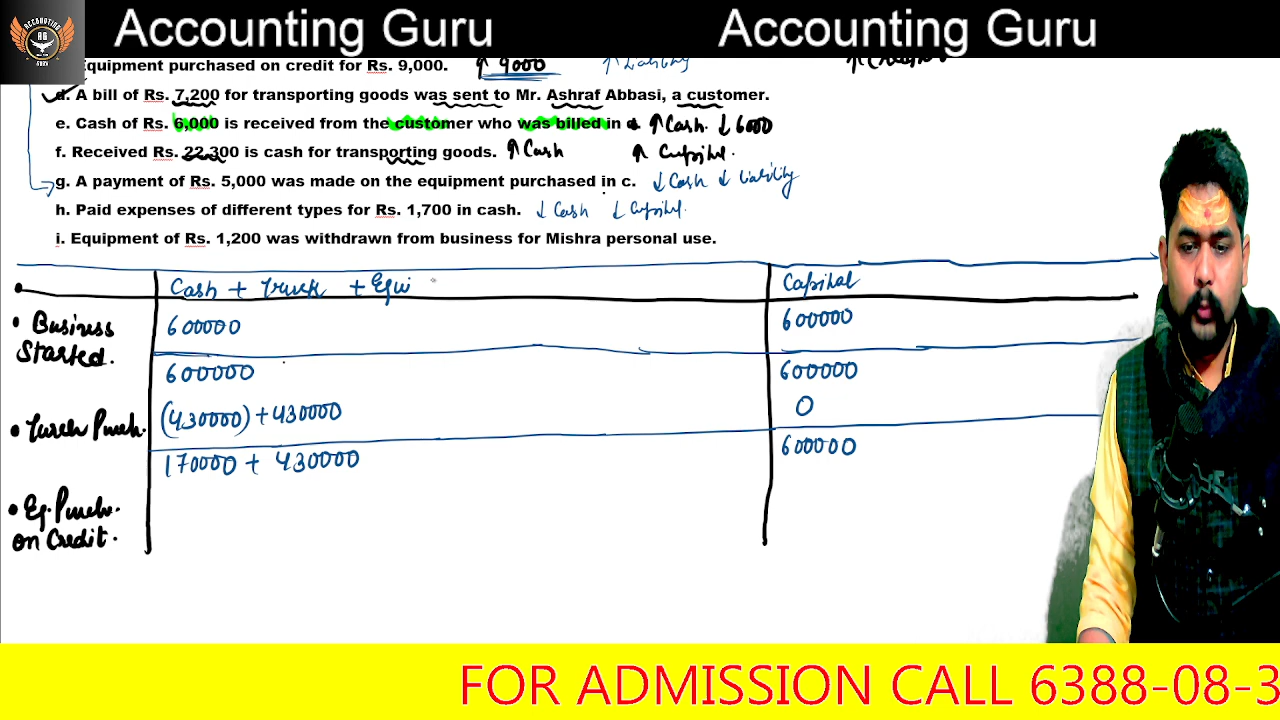 Accounting Guru Accounting Guru
ACCOUNTING
AG
GURU
Equipment purchased on credit for Rs. 9,000. ↑ 9000 ↑ Liability
d. A bill of Rs. 7,200 for transporting goods was sent to Mr. Ashraf Abbasi, a customer.
e. Cash of Rs. 6,000 is received from the customer who was billed in ↑ Cash. ↓ 6000
f. Received Rs. 22,300 is cash for transporting goods. ↑ Cash ↑ Capital.
g. A payment of Rs. 5,000 was made on the equipment purchased in c. ↓ Cash ↓ liability
h. Paid expenses of different types for Rs. 1,700 in cash. ↓ Cash ↓ Capital.
i. Equipment of Rs. 1,200 was withdrawn from business for Mishra personal use.
Cash + truck + Equi Capital
• Business 600000 600000
Started.
600000 600000
• Turch Purch. (430000) + 430000 0
170000 + 430000 600000
• Eq. Purch.
on Credit.
FOR ADMISSION CALL 6388-08-3